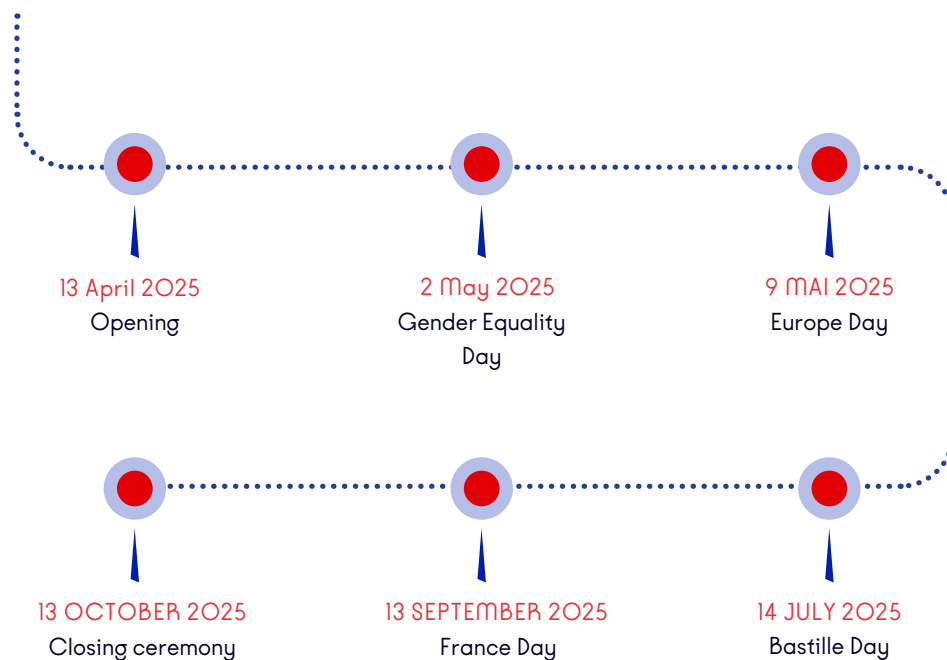 13 April 2025
Opening
2 May 2025
Gender Equality
Day
9 MAI 2025
Europe Day
14 JULY 2025
Bastille Day
13 SEPTEMBER 2025
France Day
13 OCTOBER 2025
Closing ceremony